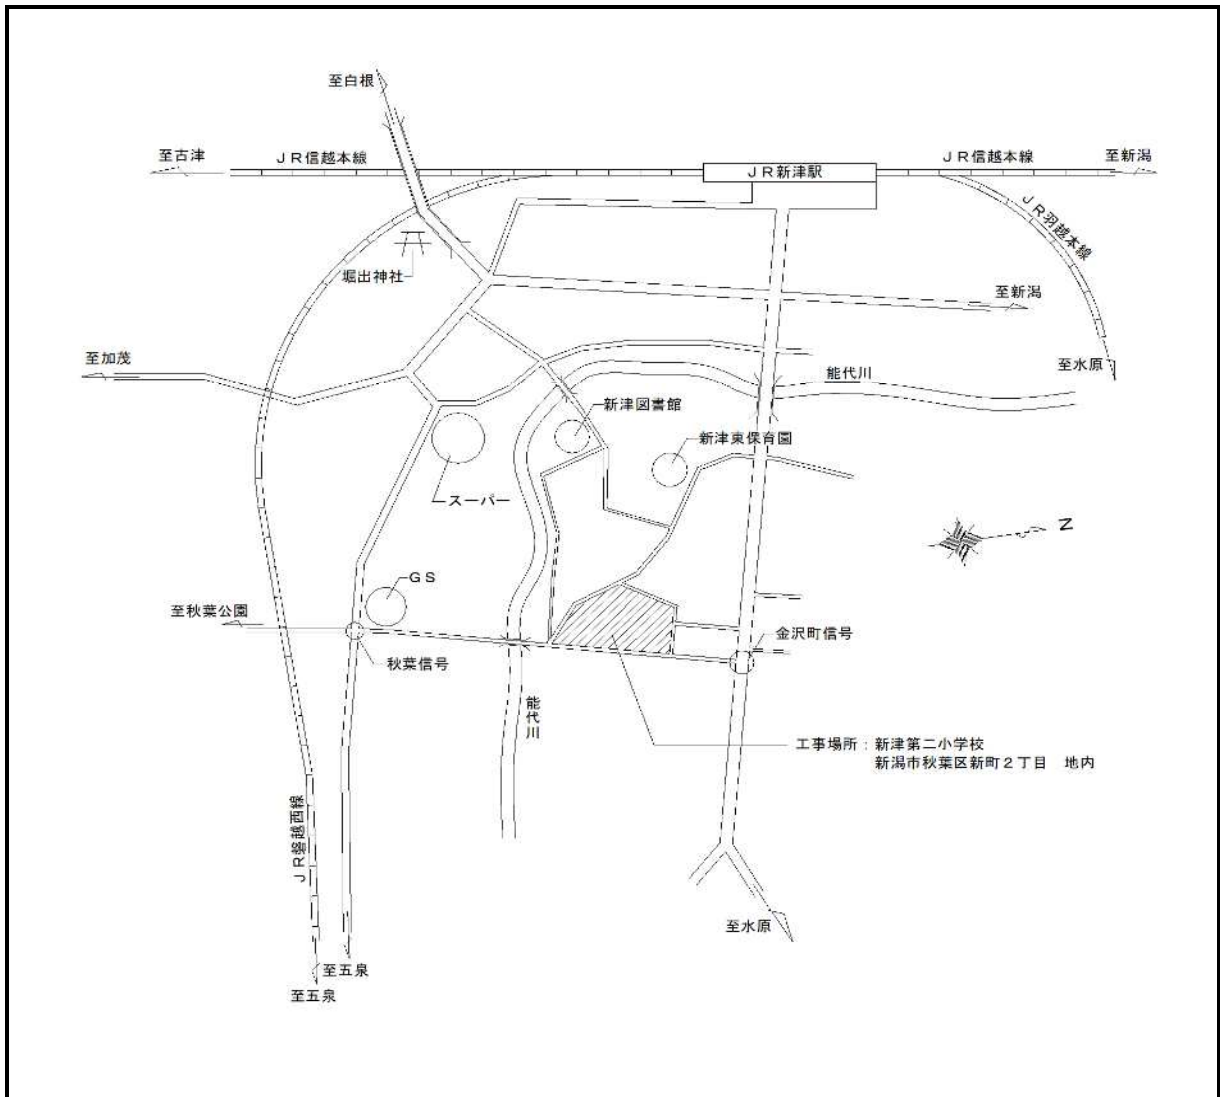 至白根
至古津
ＪＲ信越本線
ＪＲ新津駅
ＪＲ信越本線
至新潟
ＪＲ羽越本線
堀出神社
至新潟
至加茂
至水原
能代川
新津図書館
新津東保育園
スーパー
N
ＧＳ
至秋葉公園
金沢町信号
秋葉信号
能代川
工事場所：新津第二小学校
新潟市秋葉区新町２丁目　地内
ＪＲ磐越西線
至水原
至五泉
至五泉